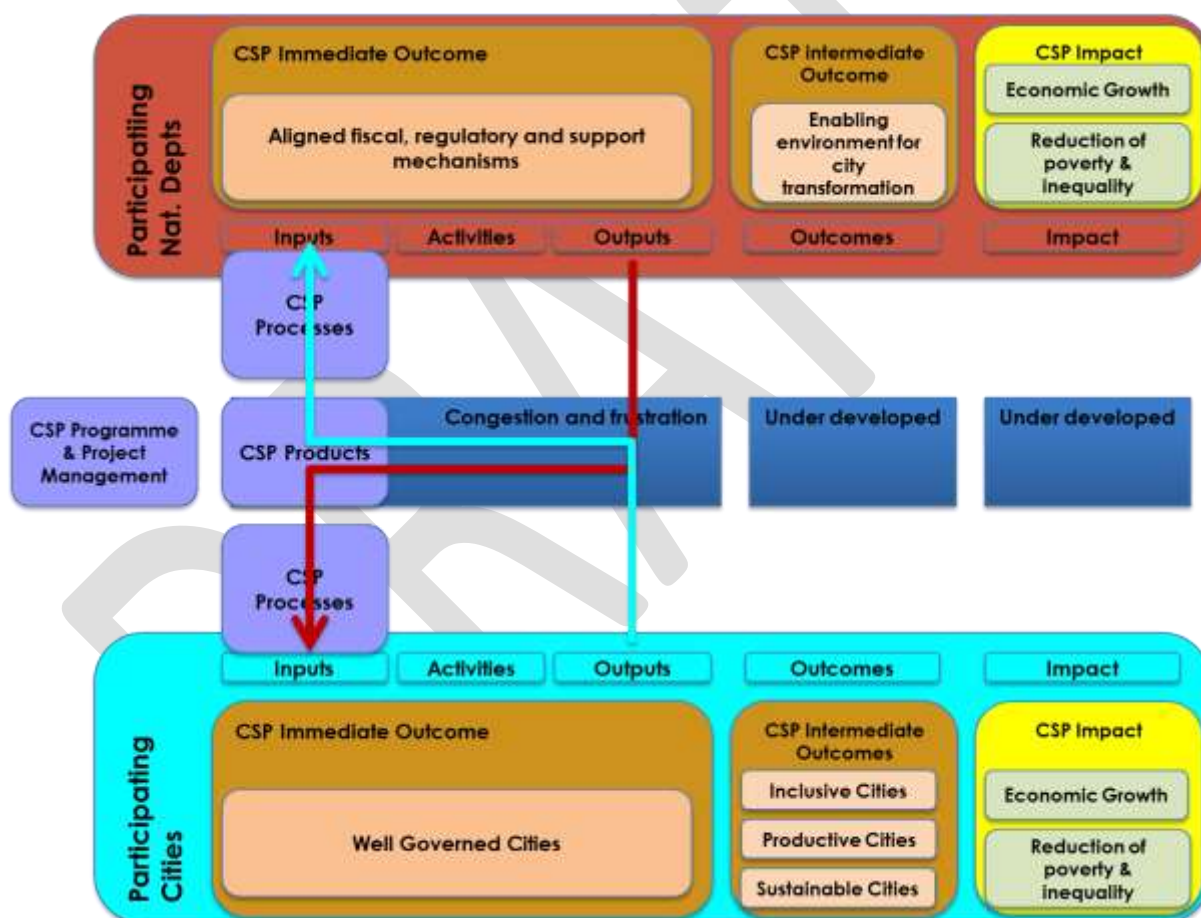 Participatiing
Nat. Depts
CSP Immediate Outcome
Aligned fiscal, regulatory and support
mechanisms
CSP intermediate
Outcome
Enabling
environment for
city
transformation
CSP Impact
Economic Growth
Reduction of
poverty &
inequality
Inputs
Activities
Outputs
Outcomes
Impact
CSP
Processes
CSP Programme
& Project
Management
CSP Products
Congestion and frustration
Under developed
Under developed
CSP
Processes
Participating
Cities
Inputs
Activities
Outputs
Outcomes
Impact
CSP Immediate Outcome
Well Governed Cities
CSP Intermediate
Outcomes
Inclusive Cities
Productive Cities
Sustainable Cities
CSP Impact
Economic Growth
Reduction of
poverty &
inequality
DRAFT